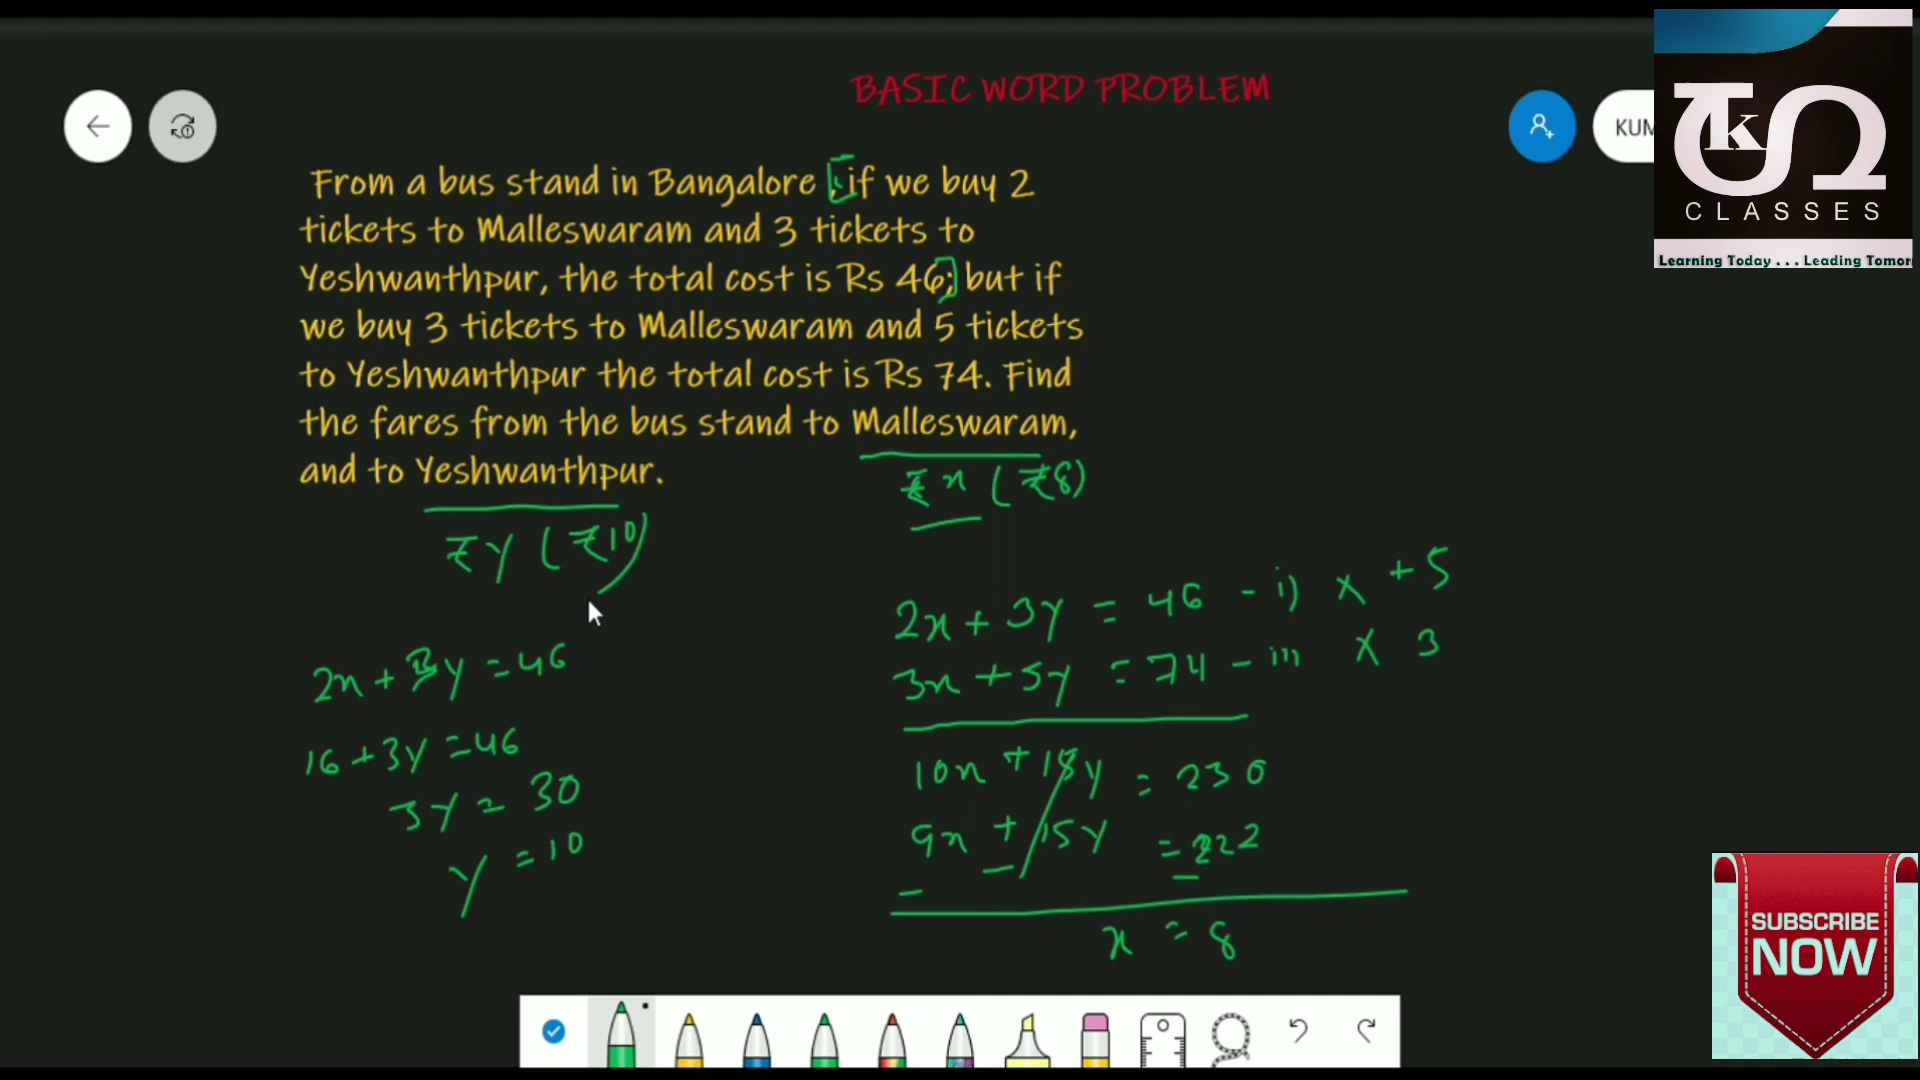 BASIC WORD PROBLEM
KUM
KS
CLASSES
Learning Today . . . Leading Tomor
From a bus stand in Bangalore , if we buy 2
tickets to Malleswaram and 3 tickets to
Yeshwanthpur, the total cost is Rs 46; but if
we buy 3 tickets to Malleswaram and 5 tickets
to Yeshwanthpur the total cost is Rs 74. Find
the fares from the bus stand to Malleswaram,
and to Yeshwanthpur.
₹ x (₹8)
₹ y (₹10)
2x + 3y = 46 - i) x + 5
3x + 5y = 74 - ii) x 3
10x + 15y = 230
9x + 15y = 222
x = 8
2x + 3y = 46
16 + 3y = 46
3y = 30
y = 10
SUBSCRIBE
NOW